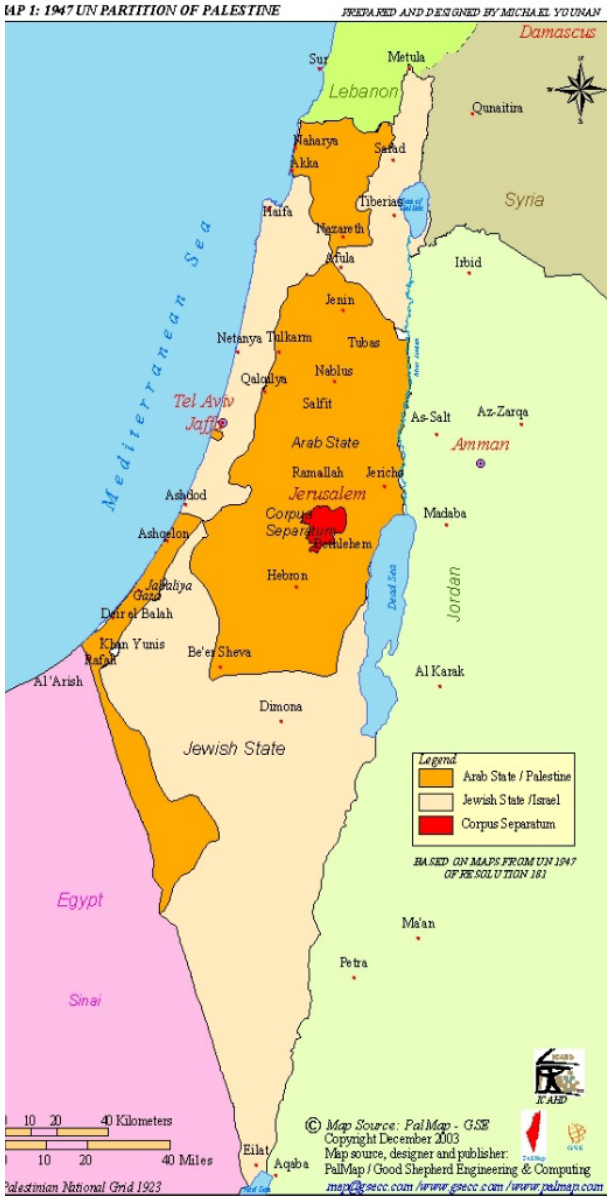 AP 1: 1947 UN PARTITION OF PALESTINE
PREPARED AND DESIGNED BY MICHAEL YOUNAN
Damascus
Sur
Metula
Lebanon
Qunaitira
Naharya
Akka
Safad
Syria
Haifa
Tiberias
Nazareth
Afula
Irbid
Mediterranean Sea
Jenin
Netanya
Tulkarm
Tubas
Qalqilya
Nablus
Tel Aviv
Jaffa
Salfit
As-Salt
Az-Zarqa
Arab State
Amman
Ramallah
Jericho
Jerusalem
Ashdod
Corpus
Separatum
Madaba
Ashqelon
Bethlehem
Hebron
Dead Sea
Jordan
Jabaliya
Gaza
Deir el Balah
Khan Yunis
Rafah
Be'er Sheva
Al 'Arish
Al Karak
Dimona
Jewish State
Legend
Arab State / Palestine
Jewish State /Israel
Corpus Separatum
BASED ON MAPS FROM UN 1947
OF RESOLUTION 181
Egypt
Ma'an
Petra
Sinai
ICAHD
10 20 40 Kilometers
10 20 40 Miles
Palestinian National Grid 1923
Eilat
Aqaba
© Map Source: PalMap - GSE
Copyright December 2003
Map source, designer and publisher:
PalMap / Good Shepherd Engineering & Computing
map@gsecc.com /www.gsecc.com /www.palmap.com
PalMap
GSE